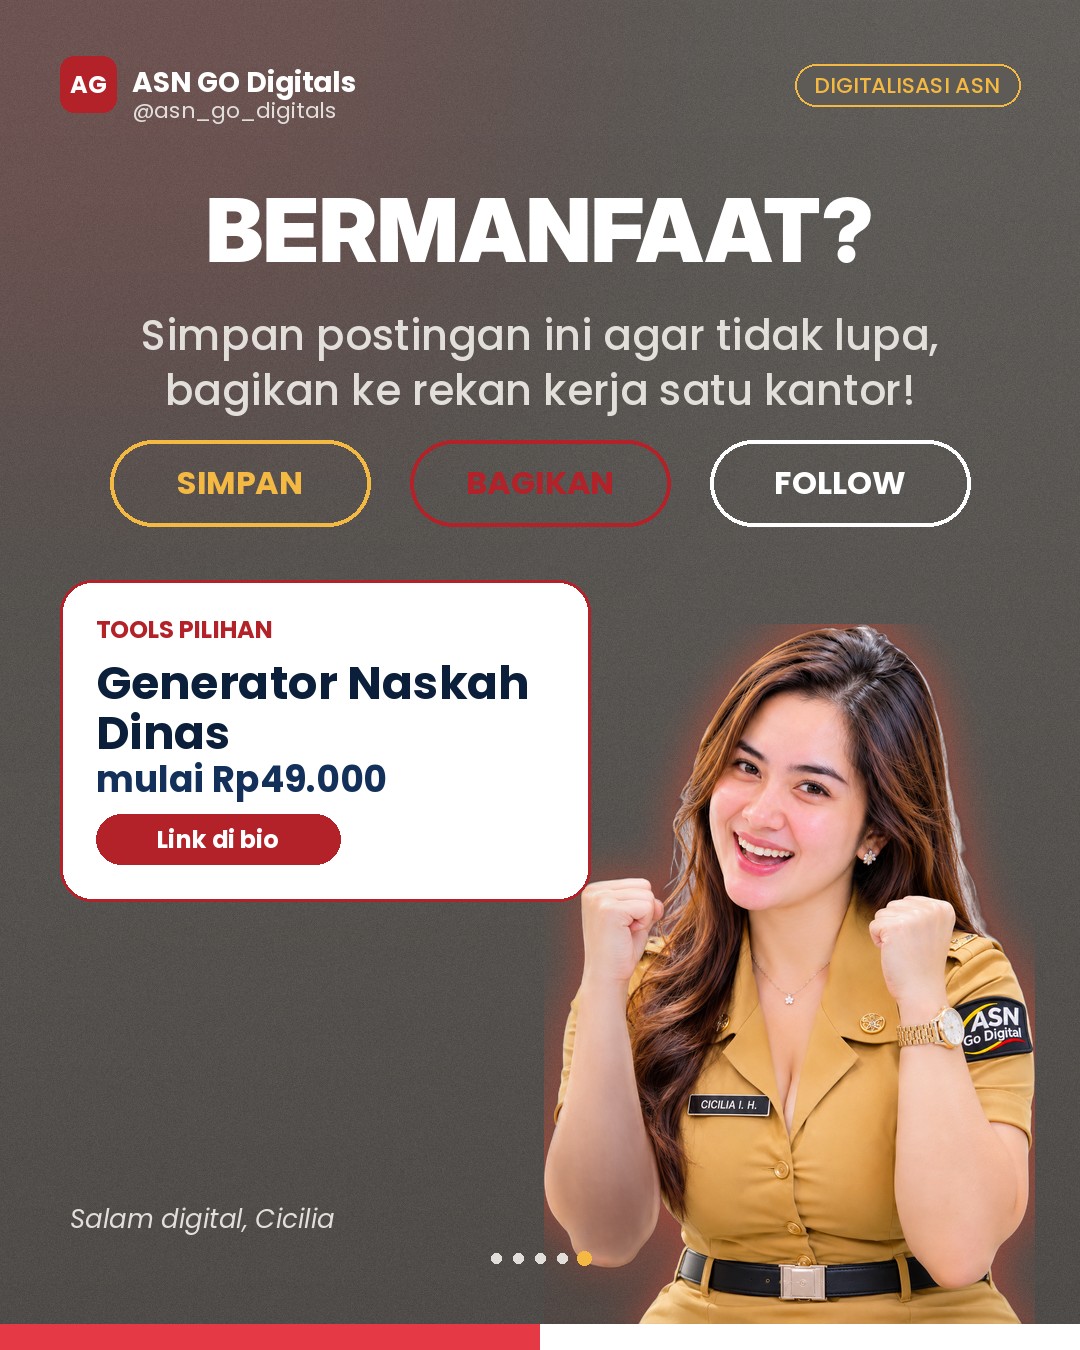 AG
ASN GO Digitals
@asn_go_digitals
DIGITALISASI ASN
BERMANFAAT?
Simpan postingan ini agar tidak lupa,
bagikan ke rekan kerja satu kantor!
SIMPAN
BAGIKAN
FOLLOW
TOOLS PILIHAN
Generator Naskah
Dinas
mulai Rp49.000
Link di bio
ASN
Go Digital
CICILIA I. H.
Salam digital, Cicilia